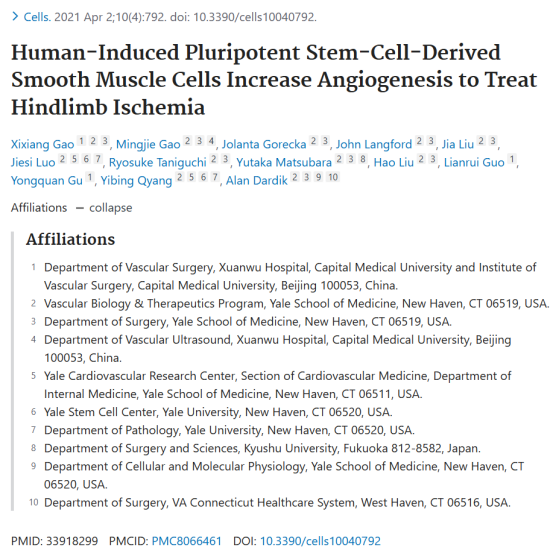 Cells. 2021 Apr 2;10(4):792. doi: 10.3390/cells10040792.
Human-Induced Pluripotent Stem-Cell-Derived
Smooth Muscle Cells Increase Angiogenesis to Treat
Hindlimb Ischemia
Xixiang Gao 1 2 3, Mingjie Gao 2 3 4, Jolanta Gorecka 2 3, John Langford 2 3, Jia Liu 2 3,
Jiesi Luo 2 5 6 7, Ryosuke Taniguchi 2 3, Yutaka Matsubara 2 3 8, Hao Liu 2 3, Lianrui Guo 1,
Yongquan Gu 1, Yibing Qyang 2 5 6 7, Alan Dardik 2 3 9 10
Affiliations — collapse
Affiliations
1 Department of Vascular Surgery, Xuanwu Hospital, Capital Medical University and Institute of
Vascular Surgery, Capital Medical University, Beijing 100053, China.
2 Vascular Biology & Therapeutics Program, Yale School of Medicine, New Haven, CT 06519, USA.
3 Department of Surgery, Yale School of Medicine, New Haven, CT 06519, USA.
4 Department of Vascular Ultrasound, Xuanwu Hospital, Capital Medical University, Beijing
100053, China.
5 Yale Cardiovascular Research Center, Section of Cardiovascular Medicine, Department of
Internal Medicine, Yale School of Medicine, New Haven, CT 06511, USA.
6 Yale Stem Cell Center, Yale University, New Haven, CT 06520, USA.
7 Department of Pathology, Yale University, New Haven, CT 06520, USA.
8 Department of Surgery and Sciences, Kyushu University, Fukuoka 812-8582, Japan.
9 Department of Cellular and Molecular Physiology, Yale School of Medicine, New Haven, CT
06520, USA.
10 Department of Surgery, VA Connecticut Healthcare System, West Haven, CT 06516, USA.
PMID: 33918299 PMCID: PMC8066461 DOI: 10.3390/cells10040792